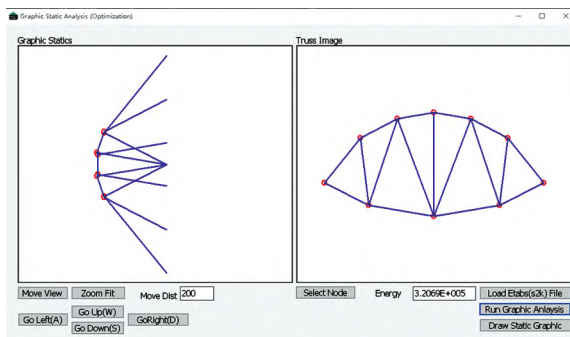 Graphic Static Analysis (Optimization)
Graphic Statics
Truss Image
Move View Zoom Fit Move Dist 200
Go Left(A) Go Up(W) GoRight(D)
Go Down(S)
Select Node Energy 3.2069E+005 Load Etabs(s2k) File
Run Graphic Anlaysis
Draw Static Graphic